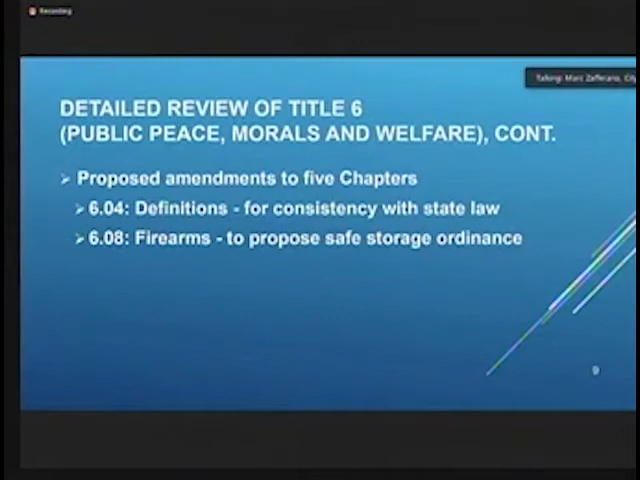 Recording
Talking: Marc Zafferano, City
DETAILED REVIEW OF TITLE 6
(PUBLIC PEACE, MORALS AND WELFARE), CONT.
Proposed amendments to five Chapters
6.04: Definitions - for consistency with state law
6.08: Firearms - to propose safe storage ordinance
9